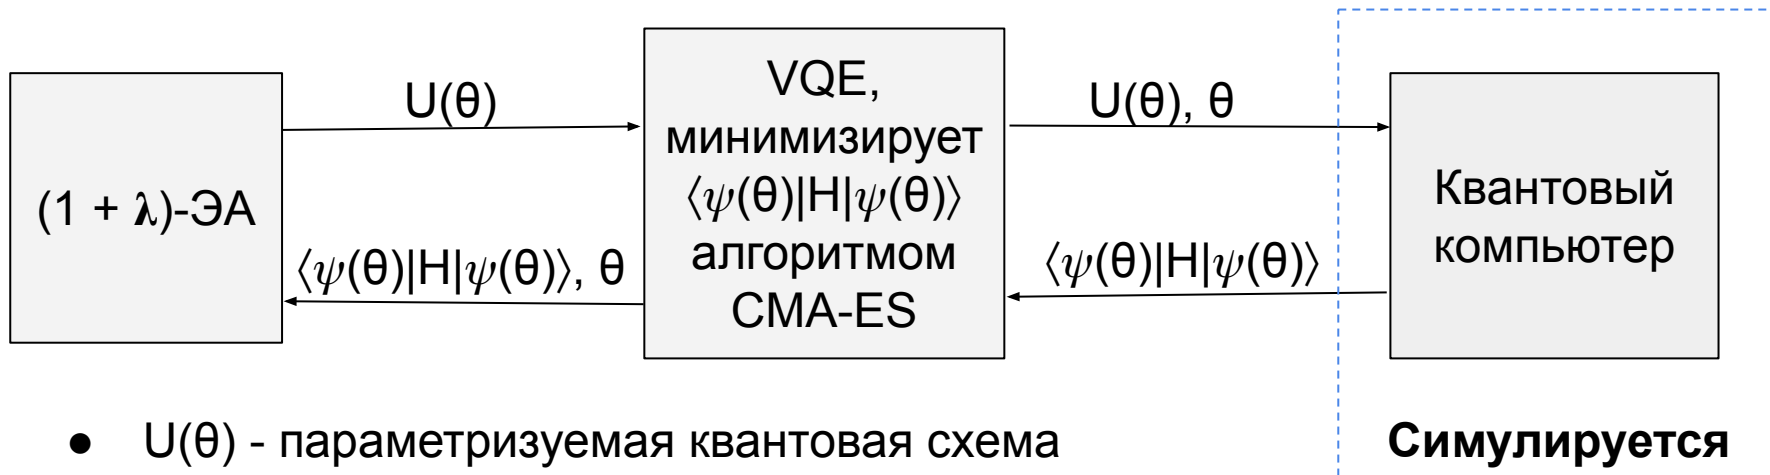 (1 + λ)-ЭА
U(θ)
⟨ψ(θ)|H|ψ(θ)⟩, θ
VQE,
минимизирует
⟨ψ(θ)|H|ψ(θ)⟩
алгоритмом
CMA-ES
U(θ), θ
⟨ψ(θ)|H|ψ(θ)⟩
Квантовый
компьютер
● U(θ) - параметризуемая квантовая схема
Симулируется